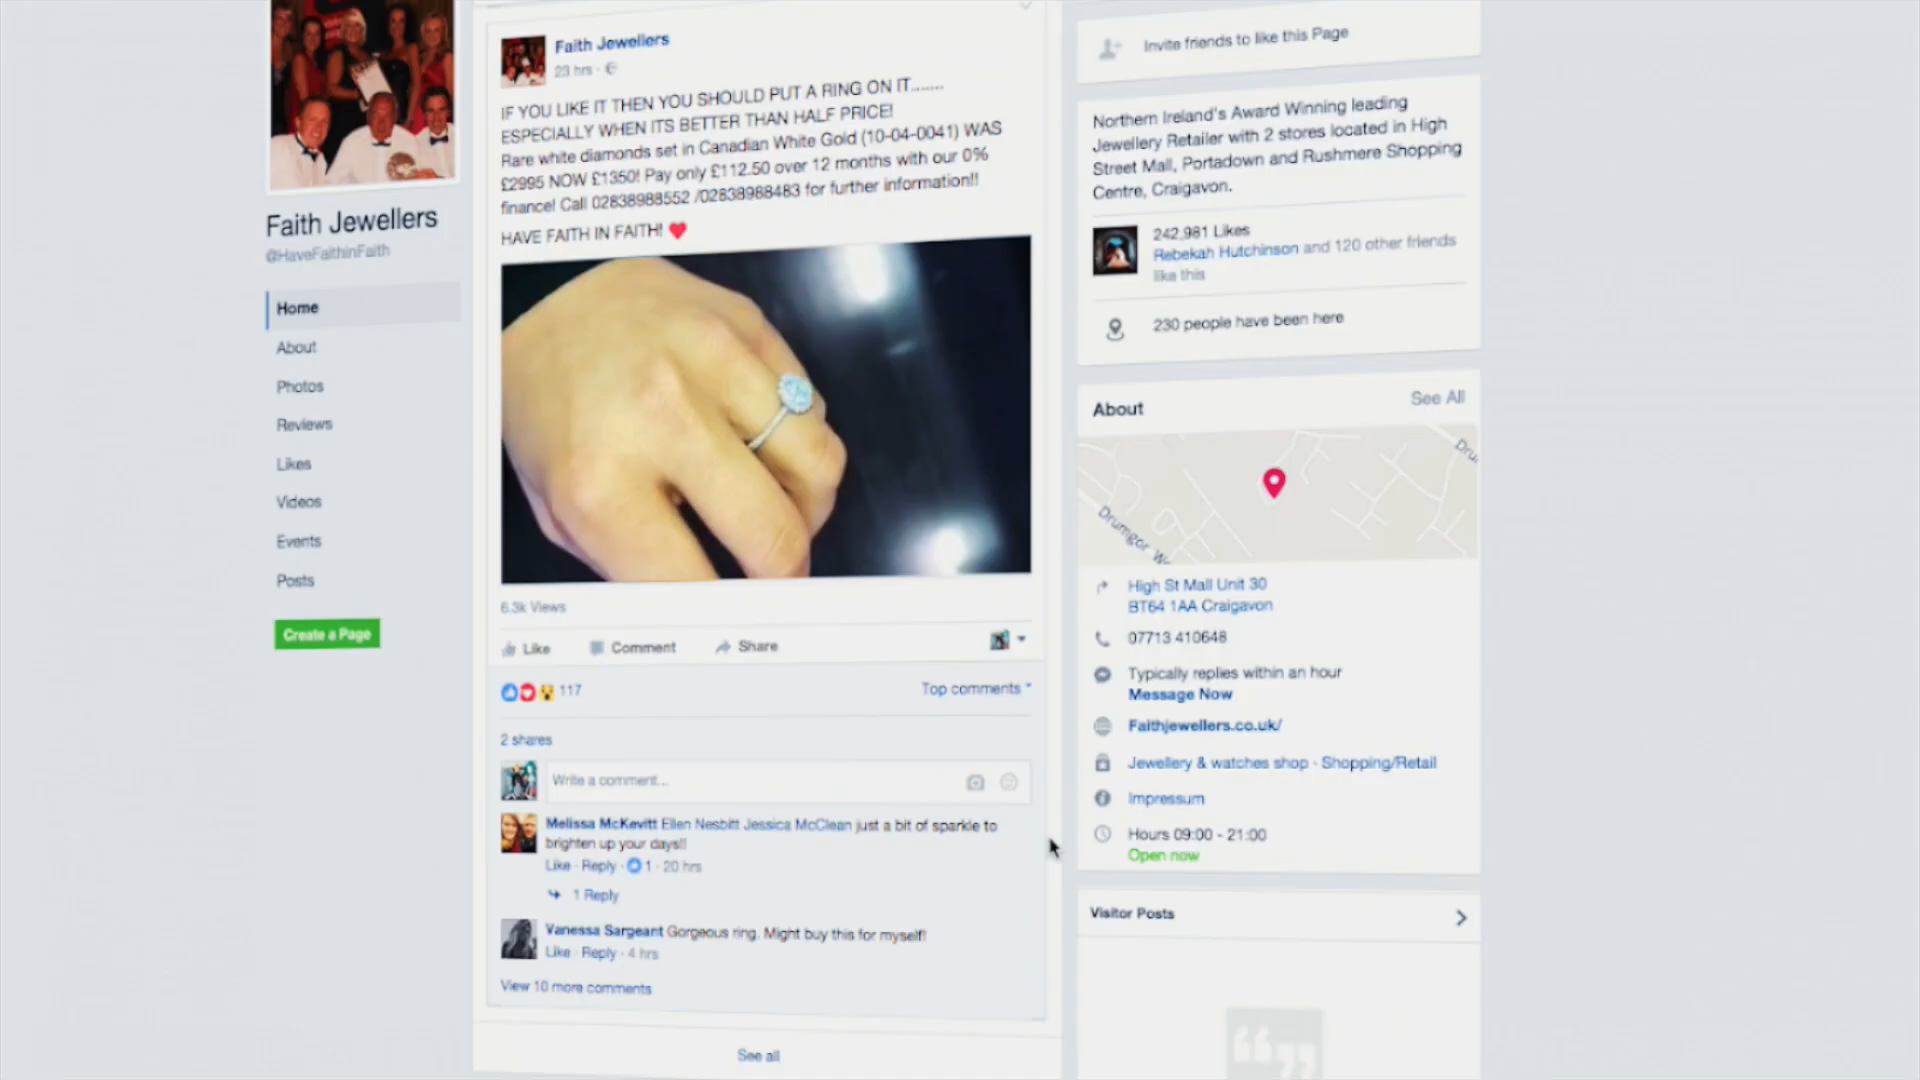 Faith Jewellers
@HaveFaithinFaith
Home
About
Photos
Reviews
Likes
Videos
Events
Posts
Create a Page
Faith Jewellers
23 hrs ·
IF YOU LIKE IT THEN YOU SHOULD PUT A RING ON IT.......
ESPECIALLY WHEN ITS BETTER THAN HALF PRICE!
Rare white diamonds set in Canadian White Gold (10-04-0041) WAS
£2995 NOW £1350! Pay only £112.50 over 12 months with our 0%
finance! Call 02838988552 /02838988483 for further information!!
HAVE FAITH IN FAITH! ❤
6.3k Views
Like Comment Share
117
Top comments
2 shares
Write a comment...
Melissa McKevitt Ellen Nesbitt Jessica McClean just a bit of sparkle to
brighten up your days!!
Like · Reply · 1 · 20 hrs
1 Reply
Vanessa Sargeant Gorgeous ring. Might buy this for myself!
Like · Reply · 4 hrs
View 10 more comments
See all
Invite friends to like this Page
Northern Ireland's Award Winning leading
Jewellery Retailer with 2 stores located in High
Street Mall, Portadown and Rushmere Shopping
Centre, Craigavon.
242,981 Likes
Rebekah Hutchinson and 120 other friends
like this
230 people have been here
About
See All
Dru
Drumgor W
High St Mall Unit 30
BT64 1AA Craigavon
07713 410648
Typically replies within an hour
Message Now
Faithjewellers.co.uk/
Jewellery & watches shop · Shopping/Retail
Impressum
Hours 09:00 - 21:00
Open now
Visitor Posts